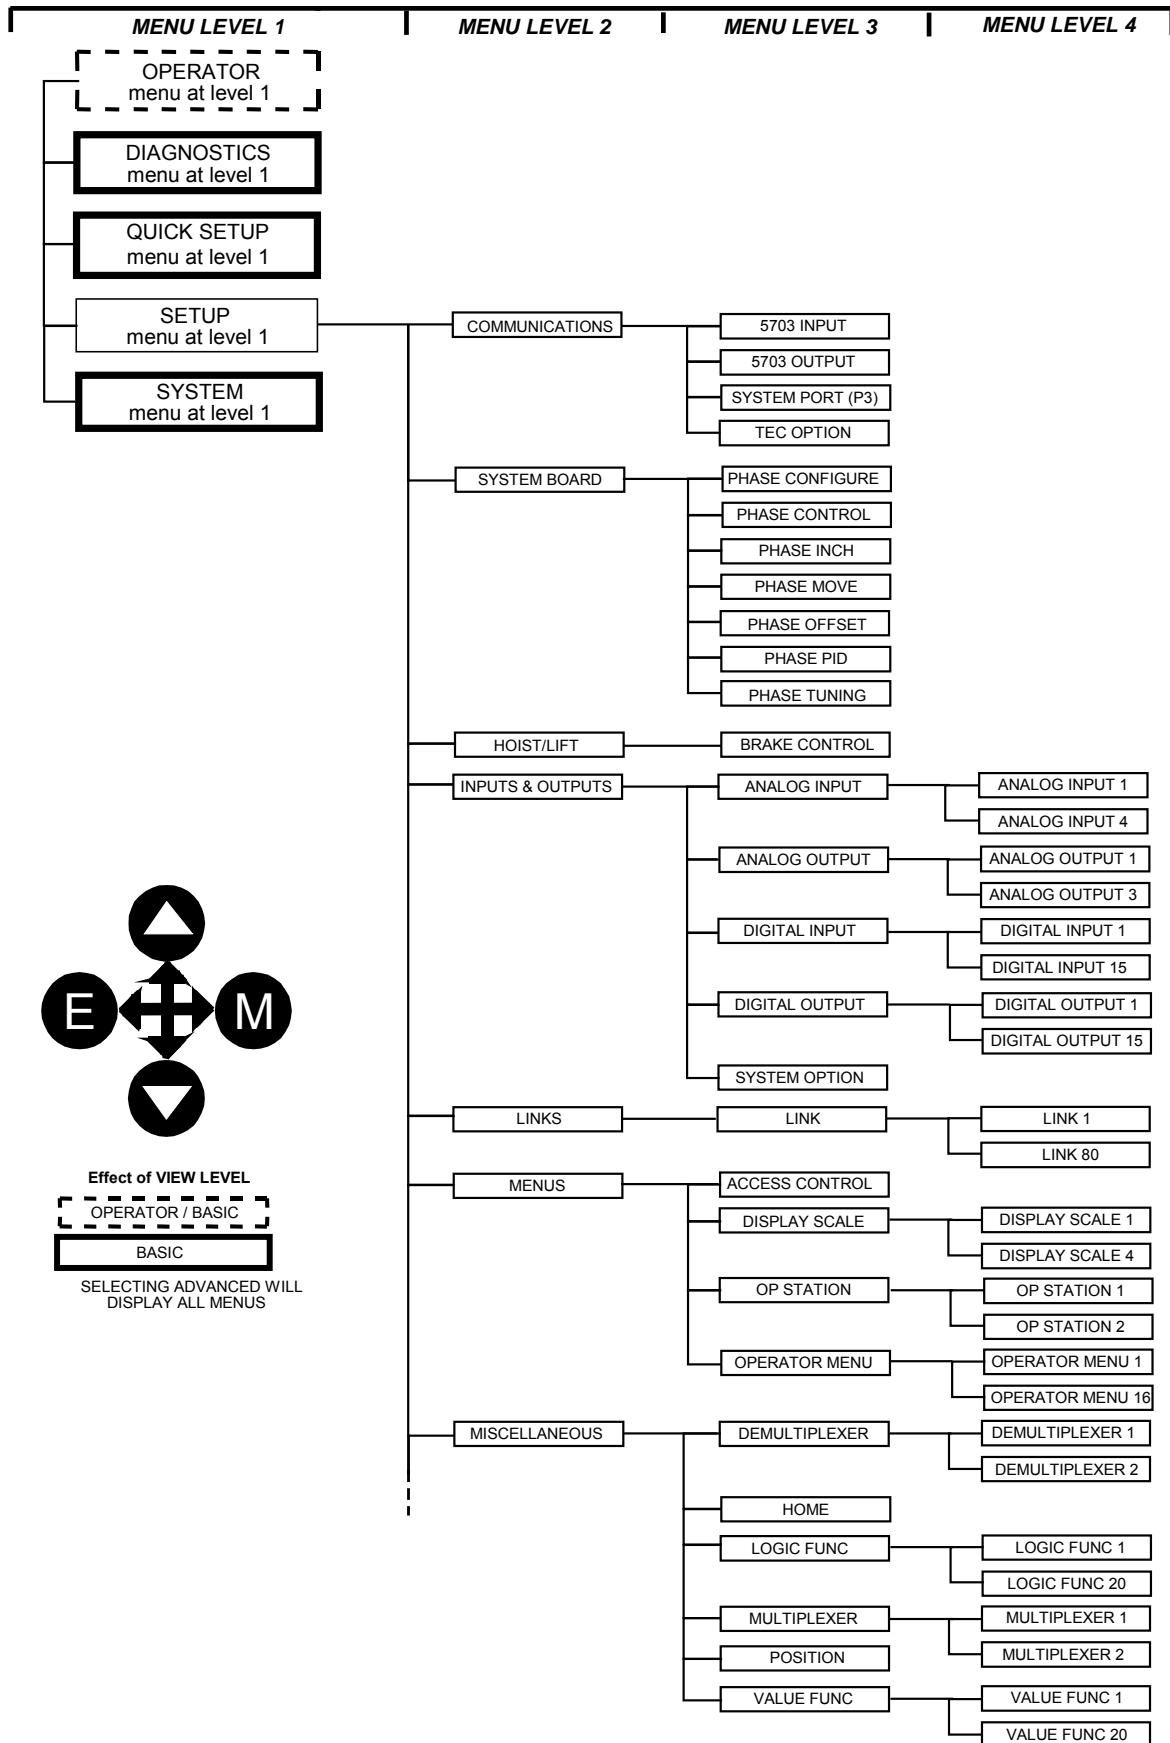 MENU LEVEL 1
MENU LEVEL 2
MENU LEVEL 3
MENU LEVEL 4
OPERATOR
menu at level 1
DIAGNOSTICS
menu at level 1
QUICK SETUP
menu at level 1
SETUP
menu at level 1
SYSTEM
menu at level 1
COMMUNICATIONS
5703 INPUT
5703 OUTPUT
SYSTEM PORT (P3)
TEC OPTION
SYSTEM BOARD
PHASE CONFIGURE
PHASE CONTROL
PHASE INCH
PHASE MOVE
PHASE OFFSET
PHASE PID
PHASE TUNING
HOIST/LIFT
BRAKE CONTROL
INPUTS & OUTPUTS
ANALOG INPUT
ANALOG INPUT 1
ANALOG INPUT 4
ANALOG OUTPUT
ANALOG OUTPUT 1
ANALOG OUTPUT 3
DIGITAL INPUT
DIGITAL INPUT 1
DIGITAL INPUT 15
DIGITAL OUTPUT
DIGITAL OUTPUT 1
DIGITAL OUTPUT 15
SYSTEM OPTION
LINKS
LINK
LINK 1
LINK 80
MENUS
ACCESS CONTROL
DISPLAY SCALE
DISPLAY SCALE 1
DISPLAY SCALE 4
OP STATION
OP STATION 1
OP STATION 2
OPERATOR MENU
OPERATOR MENU 1
OPERATOR MENU 16
MISCELLANEOUS
DEMULTIPLEXER
DEMULTIPLEXER 1
DEMULTIPLEXER 2
HOME
LOGIC FUNC
LOGIC FUNC 1
LOGIC FUNC 20
MULTIPLEXER
MULTIPLEXER 1
MULTIPLEXER 2
POSITION
VALUE FUNC
VALUE FUNC 1
VALUE FUNC 20
E
M
Effect of VIEW LEVEL
OPERATOR / BASIC
BASIC
SELECTING ADVANCED WILL
DISPLAY ALL MENUS